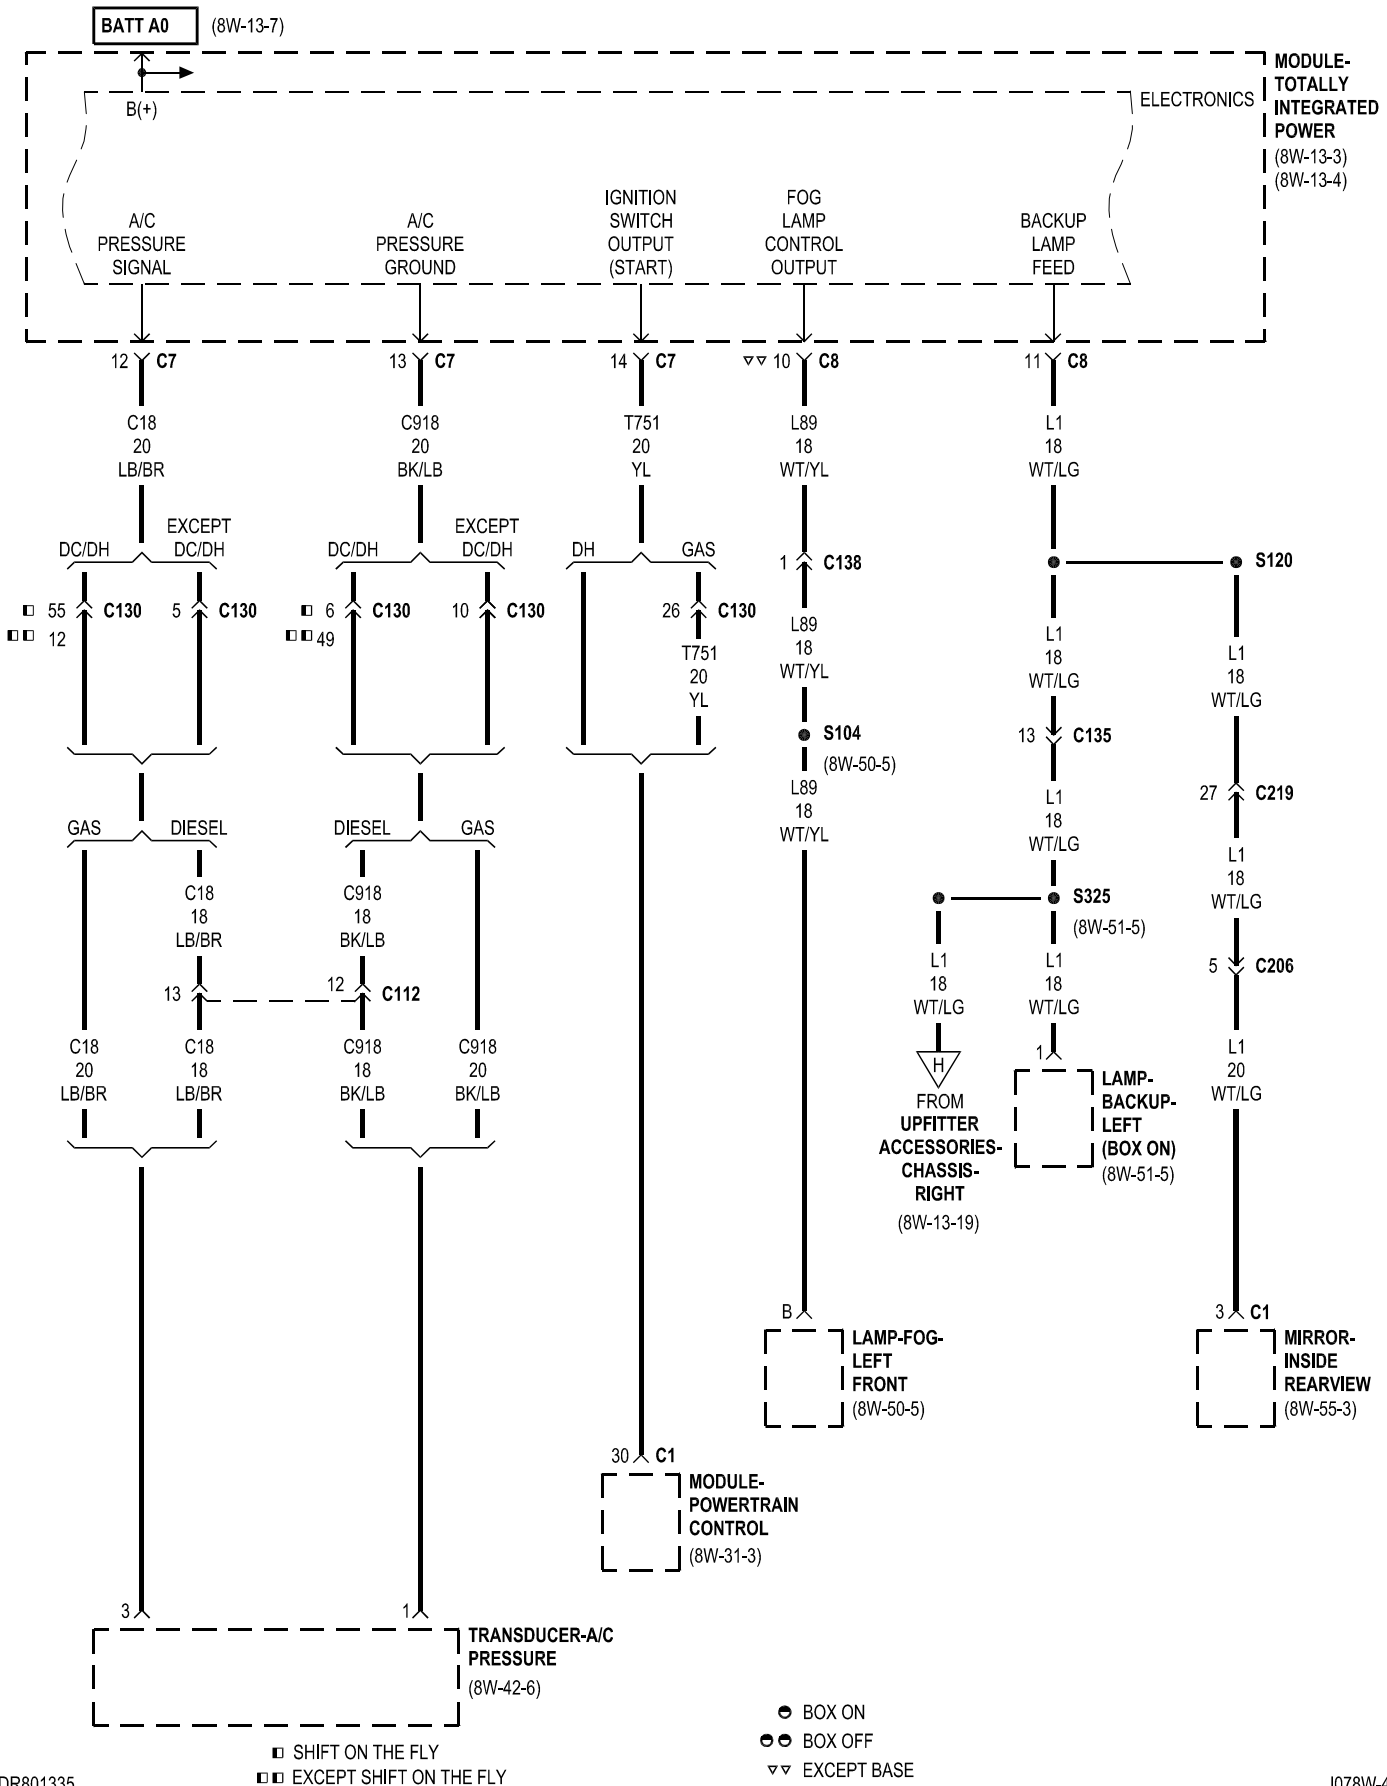 BATT A0 (8W-13-7)
MODULE-
TOTALLY
INTEGRATED
POWER
(8W-13-3)
(8W-13-4)
B(+)
ELECTRONICS
A/C
PRESSURE
SIGNAL
A/C
PRESSURE
GROUND
IGNITION
SWITCH
OUTPUT
(START)
FOG
LAMP
CONTROL
OUTPUT
BACKUP
LAMP
FEED
12 C7
13 C7
14 C7
10 C8
11 C8
C18
20
LB/BR
C918
20
BK/LB
T751
20
YL
L89
18
WT/YL
L1
18
WT/LG
DC/DH
EXCEPT
DC/DH
DC/DH
EXCEPT
DC/DH
DH
GAS
1 C138
S120
55 C130
12
5 C130
6 C130
49
10 C130
26 C130
T751
20
YL
L89
18
WT/YL
L1
18
WT/LG
L1
18
WT/LG
S104
(8W-50-5)
13 C135
L89
18
WT/YL
L1
18
WT/LG
27 C219
GAS
DIESEL
DIESEL
GAS
C18
18
LB/BR
C918
18
BK/LB
S325
(8W-51-5)
L1
18
WT/LG
13
12 C112
L1
18
WT/LG
L1
18
WT/LG
5 C206
C18
20
LB/BR
C18
18
LB/BR
C918
18
BK/LB
C918
20
BK/LB
L1
20
WT/LG
H
FROM
UPFITTER
ACCESSORIES-
CHASSIS-
RIGHT
(8W-13-19)
1
LAMP-
BACKUP-
LEFT
(BOX ON)
(8W-51-5)
B
LAMP-FOG-
LEFT
FRONT
(8W-50-5)
3 C1
MIRROR-
INSIDE
REARVIEW
(8W-55-3)
30 C1
MODULE-
POWERTRAIN
CONTROL
(8W-31-3)
3
1
TRANSDUCER-A/C
PRESSURE
(8W-42-6)
SHIFT ON THE FLY
EXCEPT SHIFT ON THE FLY
BOX ON
BOX OFF
EXCEPT BASE
DR801335
J078W-4